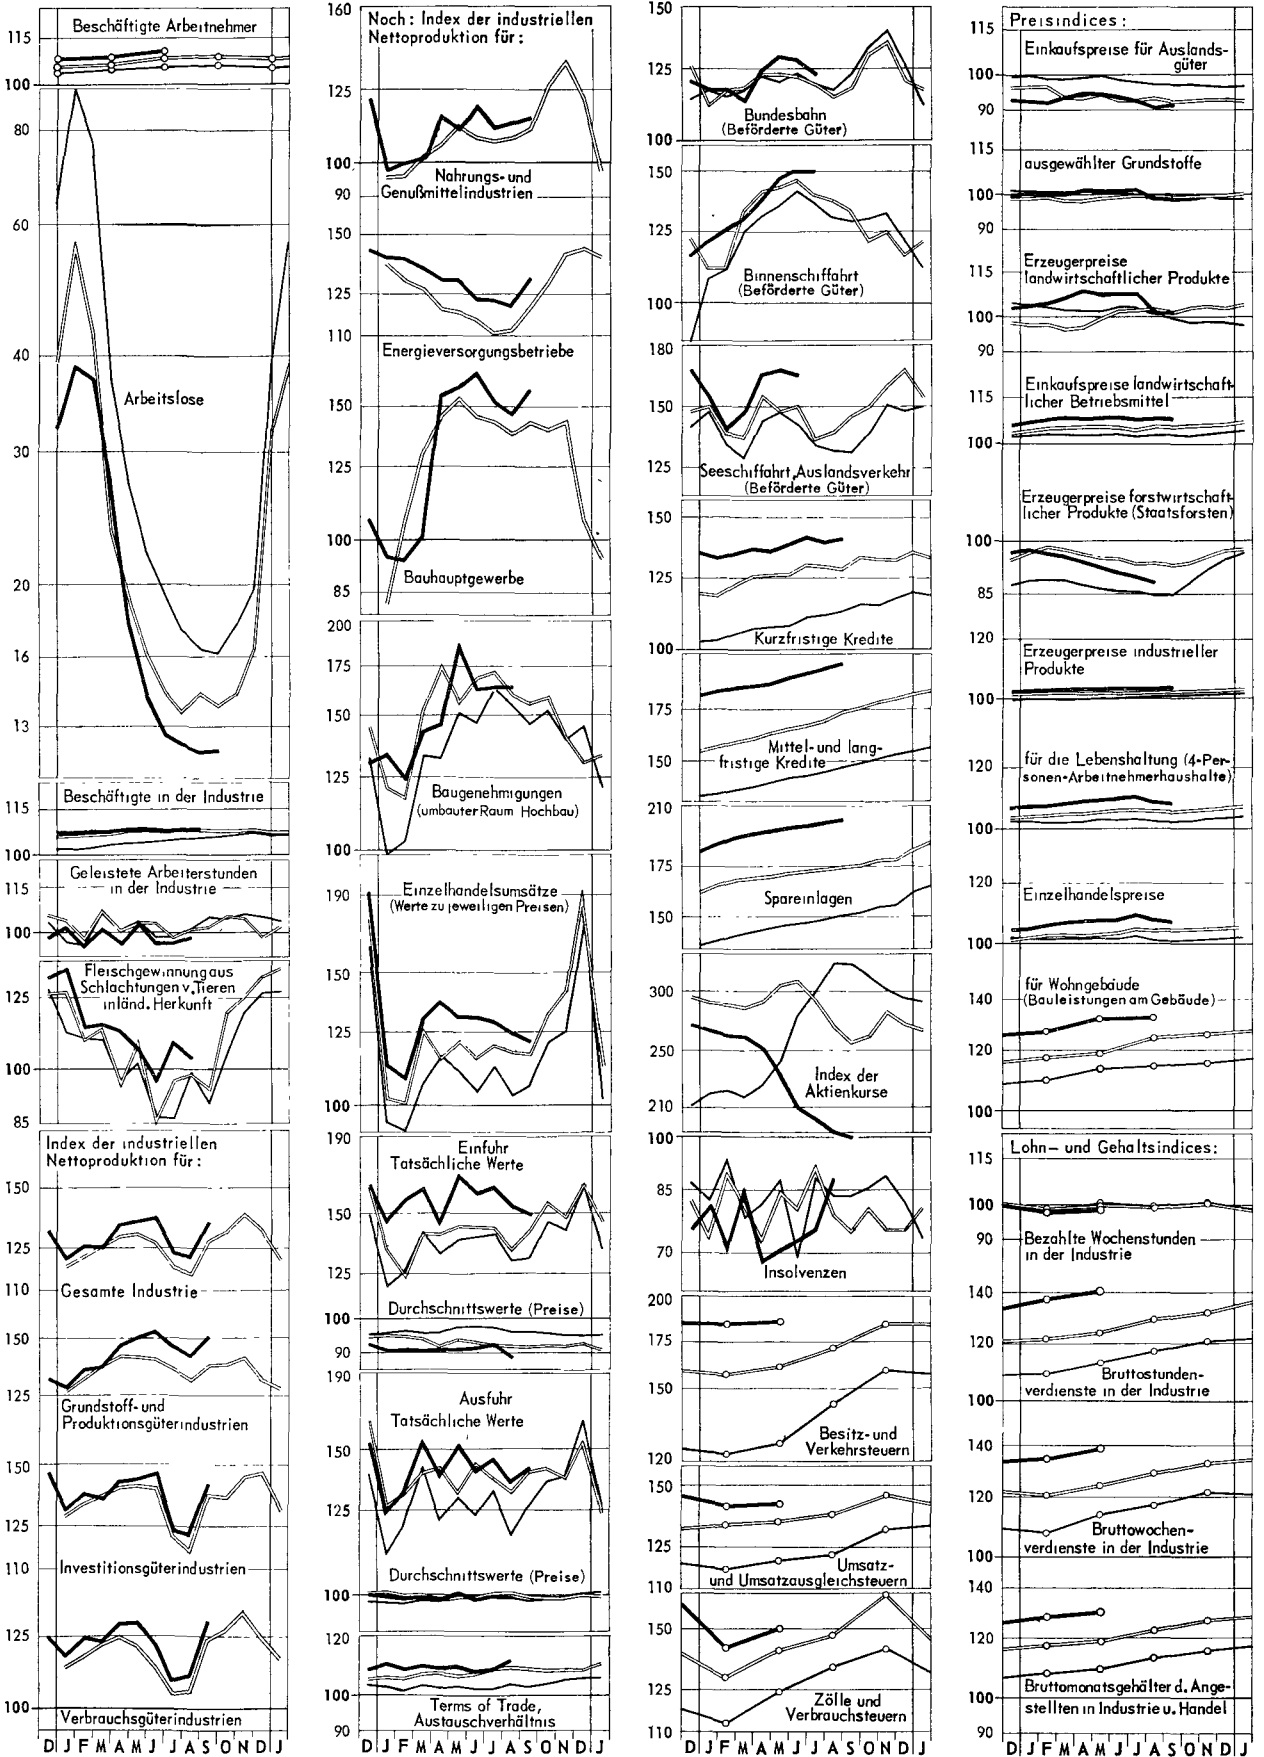 Beschäftigte Arbeitnehmer
115
100
80
60
40
30
20
16
13
Arbeitslose
Beschäftigte in der Industrie
115
100
Geleistete Arbeiterstunden
in der Industrie
115
100
Fleischgewinnung aus
Schlachtungen v. Tieren
inländ. Herkunft
125
100
85
Index der industriellen
Nettoproduktion für:
150
125
110
Gesamte Industrie
150
125
Grundstoff- und
Produktionsgüterindustrien
150
125
110
Investitionsgüterindustrien
125
100
Verbrauchsgüterindustrien
D J F M A M J J A S O N D J
160
Noch: Index der industriellen
Nettoproduktion für:
125
100
90
Nahrungs- und
Genußmittelindustrien
150
125
110
Energieversorgungsbetriebe
150
125
100
85
Bauhauptgewerbe
200
175
150
125
100
Baugenehmigungen
(umbauter Raum Hochbau)
190
150
125
100
Einzelhandelsumsätze
(Werte zu jeweiligen Preisen)
190
Einfuhr
Tatsächliche Werte
150
125
Durchschnittswerte (Preise)
100
90
190
Ausfuhr
Tatsächliche Werte
150
125
Durchschnittswerte (Preise)
100
120
100
90
Terms of Trade,
Austauschverhältnis
D J F M A M J J A S O N D J
150
125
100
Bundesbahn
(Beförderte Güter)
150
125
100
Binnenschiffahrt
(Beförderte Güter)
180
150
125
Seeschiffahrt, Auslandsverkehr
(Beförderte Güter)
150
125
100
Kurzfristige Kredite
175
150
Mittel- und lang-
fristige Kredite
210
175
150
Spareinlagen
300
250
210
Index der
Aktienkurse
100
85
70
Insolvenzen
200
175
150
120
Besitz- und
Verkehrsteuern
150
125
110
Umsatz-
und Umsatzausgleichsteuern
150
125
110
Zölle und
Verbrauchsteuern
D J F M A M J J A S O N D J
Preisindices:
115
Einkaufspreise für Auslands-
güter
100
90
115
ausgewählter Grundstoffe
100
90
Erzeugerpreise
landwirtschaftlicher Produkte
115
100
90
Einkaufspreise landwirtschaft-
licher Betriebsmittel
115
100
Erzeugerpreise forstwirtschaft-
licher Produkte (Staatsforsten)
100
85
120
Erzeugerpreise industrieller
Produkte
100
120
für die Lebenshaltung (4-Per-
sonen-Arbeitnehmerhaushalte)
100
120
Einzelhandelspreise
100
für Wohngebäude
(Bauleistungen am Gebäude)
140
120
100
Lohn- und Gehaltsindices:
115
100
90
Bezahlte Wochenstunden
in der Industrie
140
120
100
Bruttostunden-
verdienste in der Industrie
140
120
100
Bruttowochen-
verdienste in der Industrie
140
120
100
90
Bruttomonatsgehälter d. Ange-
stellten in Industrie u. Handel
D J F M A M J J A S O N D J